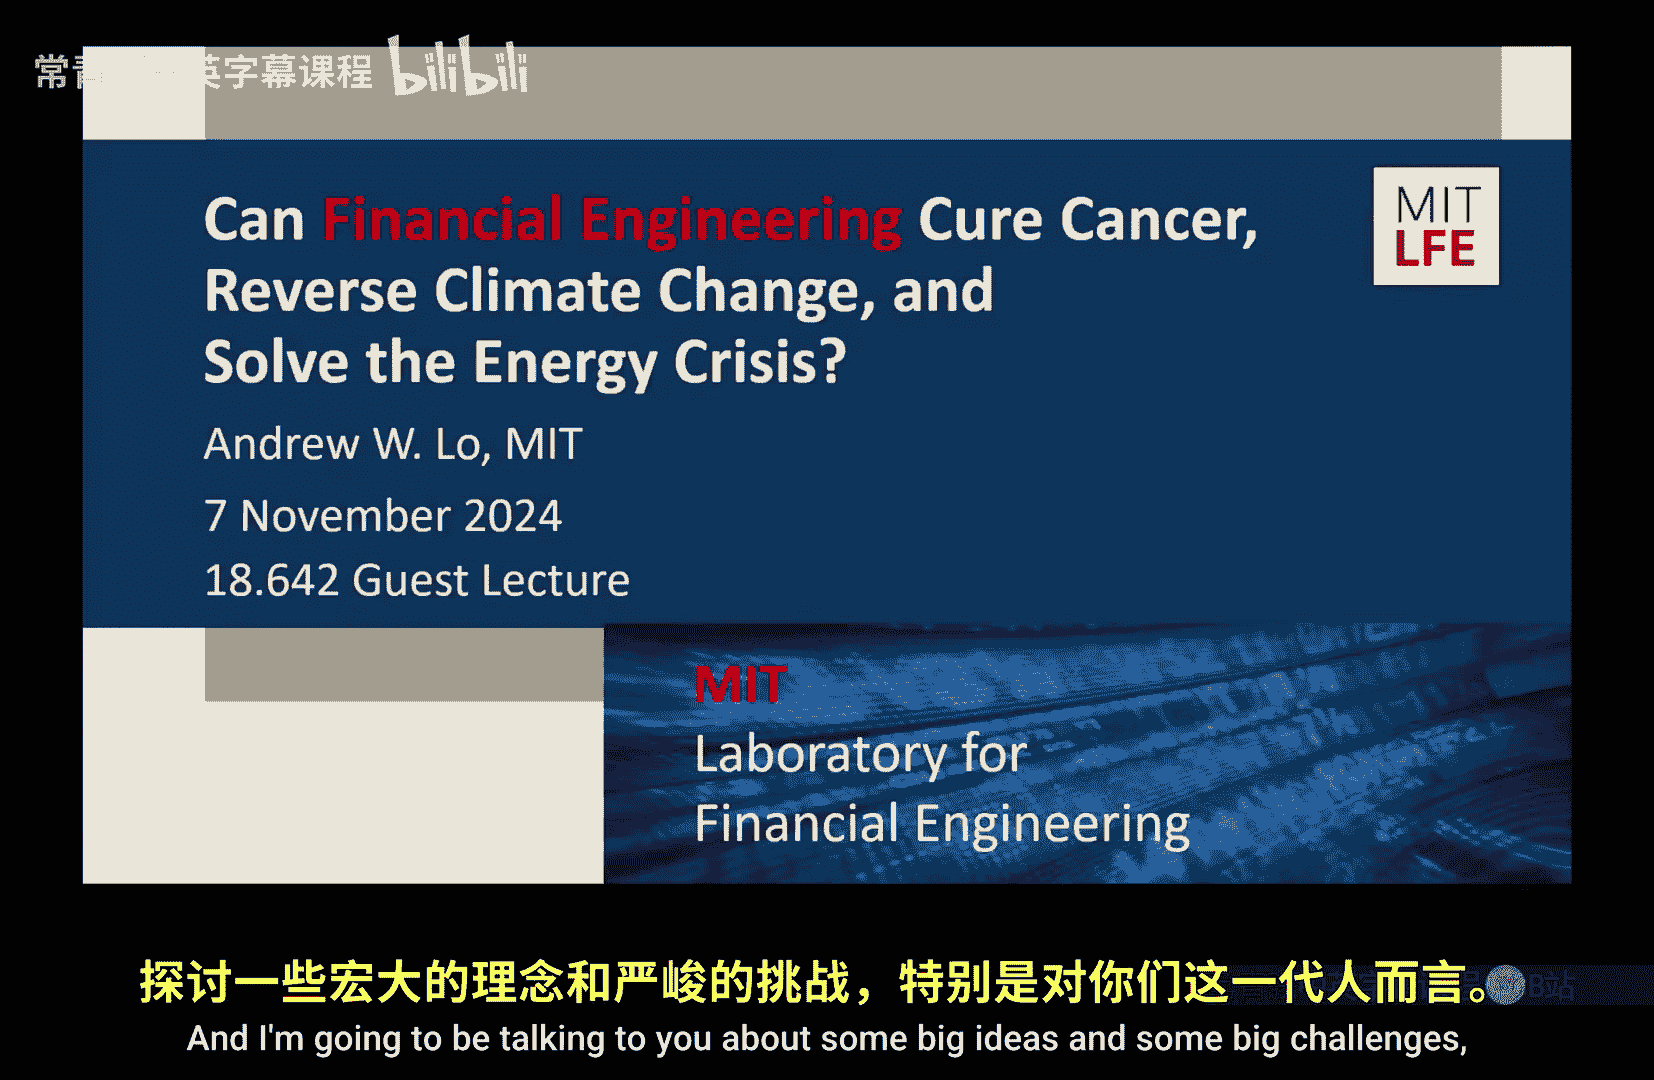 常
英字幕课程 bilibili
Can Financial Engineering Cure Cancer,
Reverse Climate Change, and
Solve the Energy Crisis?
MIT
LFE
Andrew W. Lo, MIT
7 November 2024
18.642 Guest Lecture
MIT
Laboratory for
Financial Engineering
探讨一些宏大的理念和严峻的挑战，特别是对你们这一代人而言。
B站
And I'm going to be talking to you about some big ideas and some big challenges,